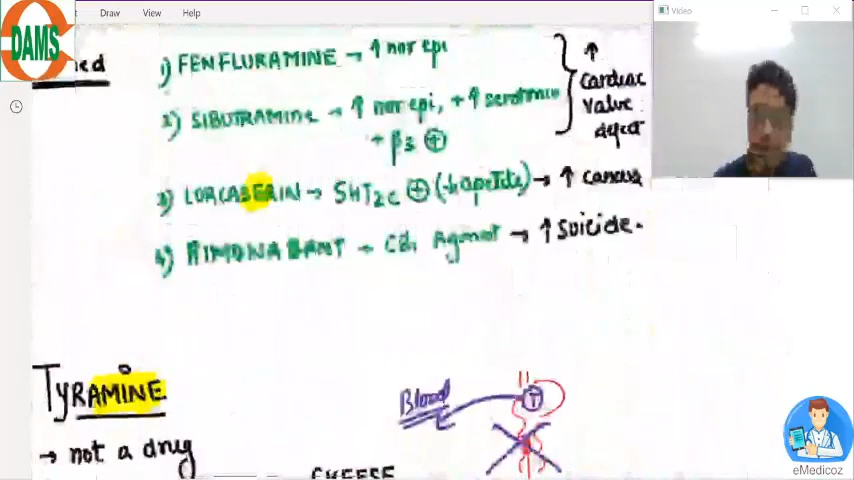 Draw View Help
Video
DAMS
ed
1) FENFLURAMINE → ↑ nor epi
2) SIBUTRAMINE → ↑ nor epi, + ↑ serotonin
+ β3 ⊕
↑
Cardiac
valve
defect
3) LORCASERIN → 5HT2C ⊕ (↓ apetite) → ↑ cancer
4) RIMONABANT → CB1 Agonist → ↑ Suicide.
TYRAMINE
→ not a drug
Blood
T
CHEESE
eMedicoz